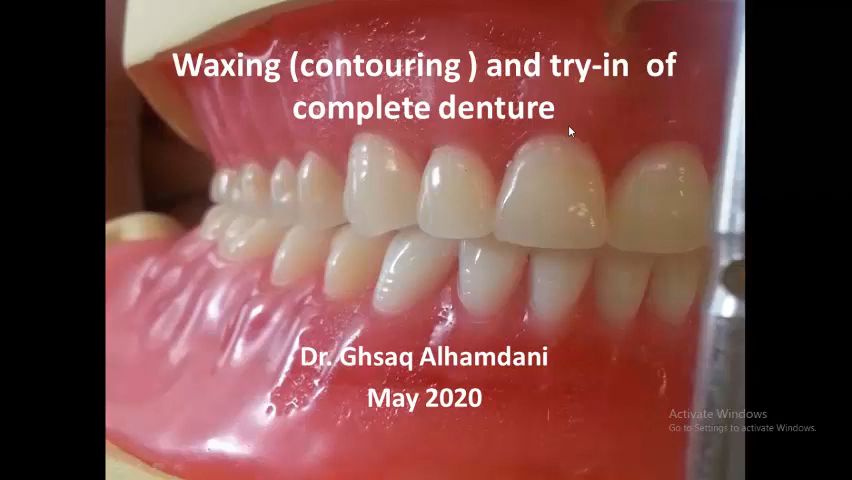 Waxing (contouring ) and try-in of
complete denture
Dr. Ghsaq Alhamdani
May 2020
Activate Windows
Go to Settings to activate Windows.